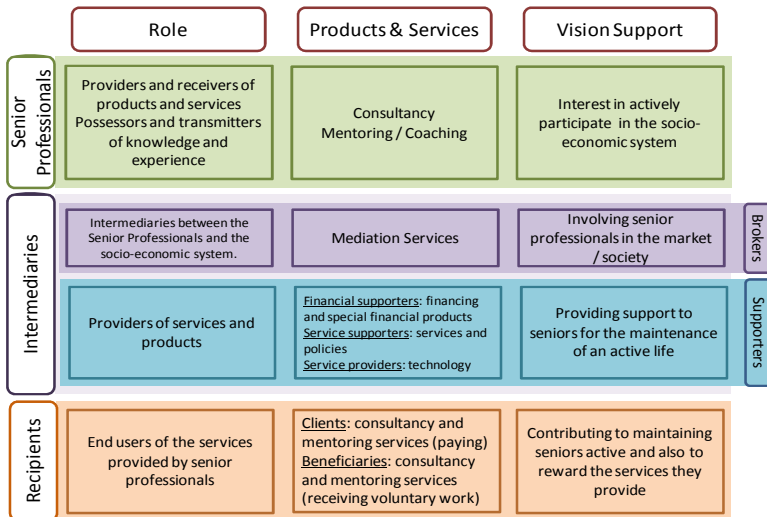 Role
Products & Services
Vision Support
Senior
Professionals
Providers and receivers of
products and services
Possessors and transmitters
of knowledge and
experience
Consultancy
Mentoring / Coaching
Interest in actively
participate in the socio-
economic system
Intermediaries
Intermediaries between the
Senior Professionals and the
socio-economic system.
Mediation Services
Involving senior
professionals in the market
/ society
Brokers
Providers of services and
products
Financial supporters: financing
and special financial products
Service supporters: services and
policies
Service providers: technology
Providing support to
seniors for the maintenance
of an active life
Supporters
Recipients
End users of the services
provided by senior
professionals
Clients: consultancy and
mentoring services (paying)
Beneficiaries: consultancy
and mentoring services
(receiving voluntary work)
Contributing to maintaining
seniors active and also to
reward the services they
provide